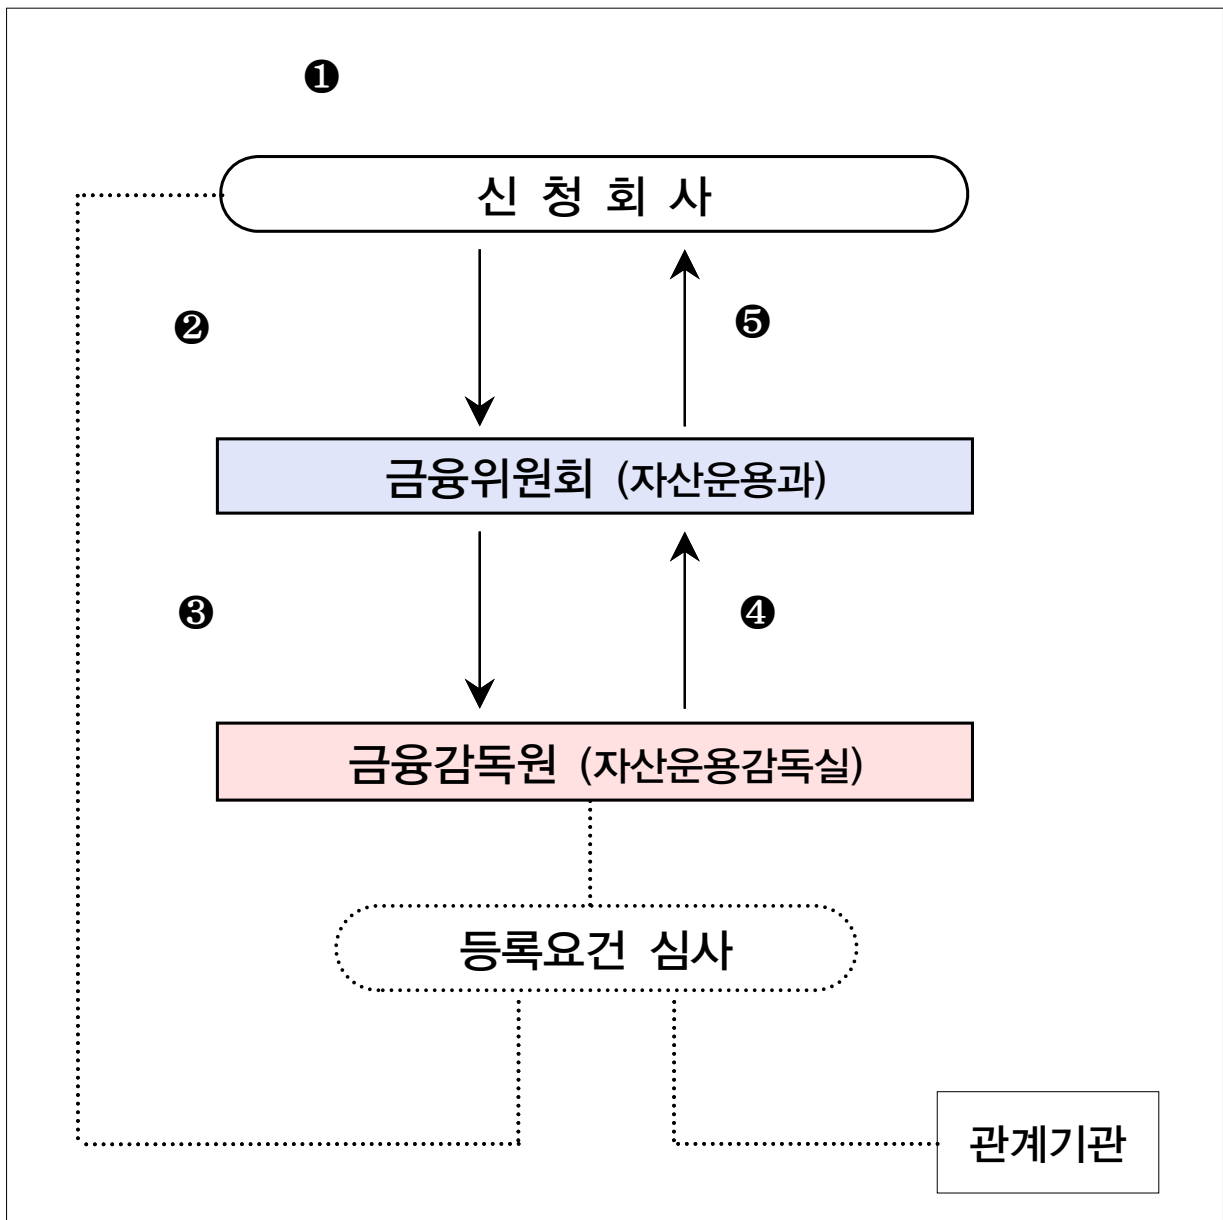 ❶
신 청 회 사
❷
❺
금융위원회 (자산운용과)
❸
❹
금융감독원 (자산운용감독실)
등록요건 심사
관계기관